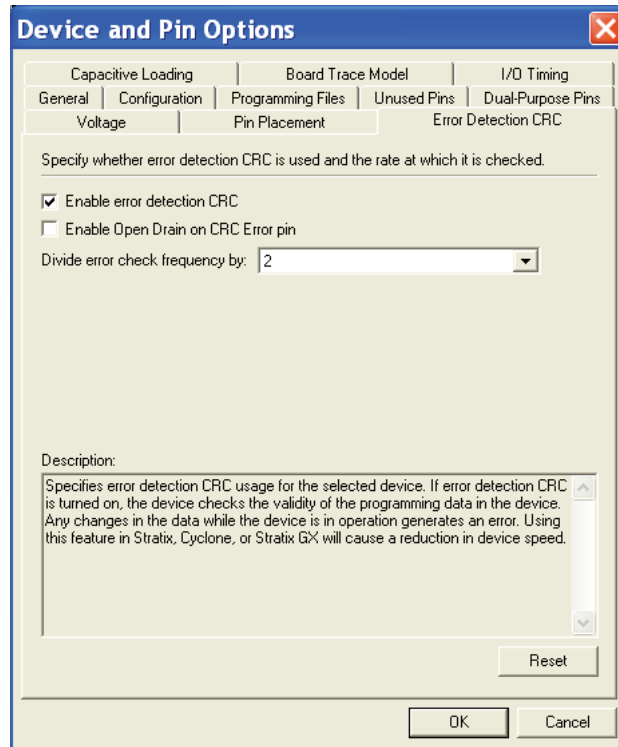 Device and Pin Options
Capacitive Loading Board Trace Model I/O Timing
General Configuration Programming Files Unused Pins Dual-Purpose Pins
Voltage Pin Placement Error Detection CRC
Specify whether error detection CRC is used and the rate at which it is checked.
Enable error detection CRC
Enable Open Drain on CRC Error pin
Divide error check frequency by: 2
Description:
Specifies error detection CRC usage for the selected device. If error detection CRC
is turned on, the device checks the validity of the programming data in the device.
Any changes in the data while the device is in operation generates an error. Using
this feature in Stratix, Cyclone, or Stratix GX will cause a reduction in device speed.
Reset
OK Cancel